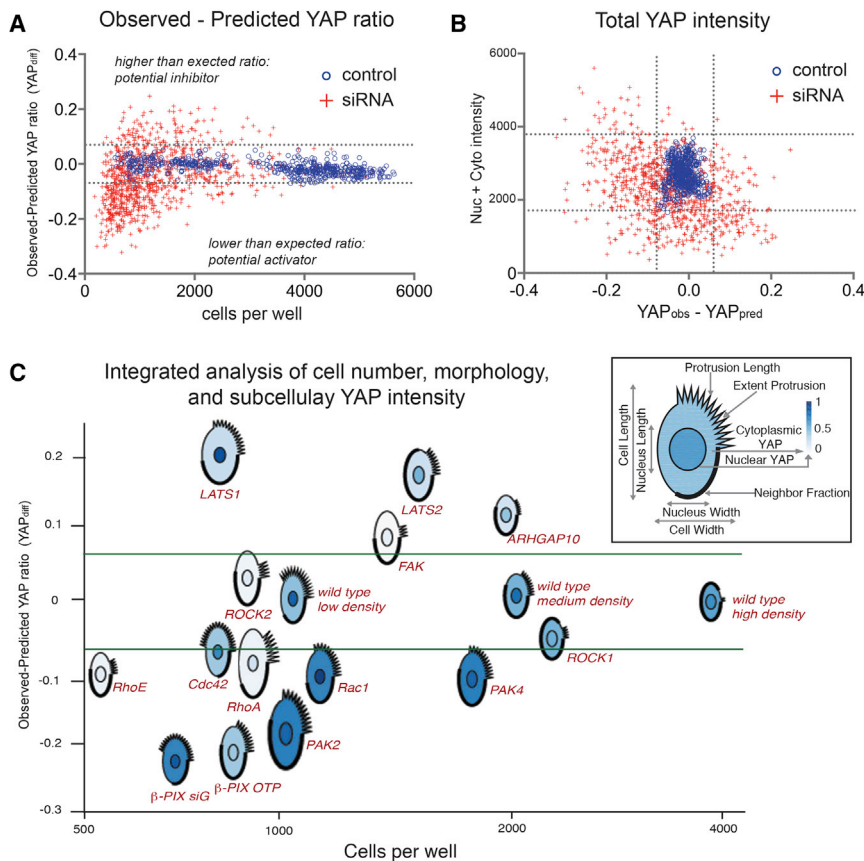 A
Observed - Predicted YAP ratio
Observed-Predicted YAP ratio (YAPdiff)
0.4
0.2
0.0
-0.2
-0.4
higher than exected ratio:
potential inhibitor
control
siRNA
lower than expected ratio:
potential activator
0
2000
4000
6000
cells per well
B
Total YAP intensity
Nuc + Cyto intensity
6000
4000
2000
0
control
siRNA
-0.4
-0.2
0.0
0.2
0.4
YAPobs - YAPpred
C
Integrated analysis of cell number, morphology,
and subcellulay YAP intensity
Protrusion Length
Extent Protrusion
Cell Length
Nucleus Length
Cytoplasmic
YAP
Nuclear YAP
1
0.5
0
Neighbor Fraction
Nucleus Width
Cell Width
Observed-Predicted YAP ratio (YAPdiff)
0.2
0.1
0
-0.1
-0.2
-0.3
LATS1
LATS2
ARHGAP10
FAK
ROCK2
wild type
low density
wild type
medium density
wild type
high density
ROCK1
RhoE
Cdc42
RhoA
Rac1
PAK4
PAK2
β-PIX siG
β-PIX OTP
500
1000
2000
4000
Cells per well